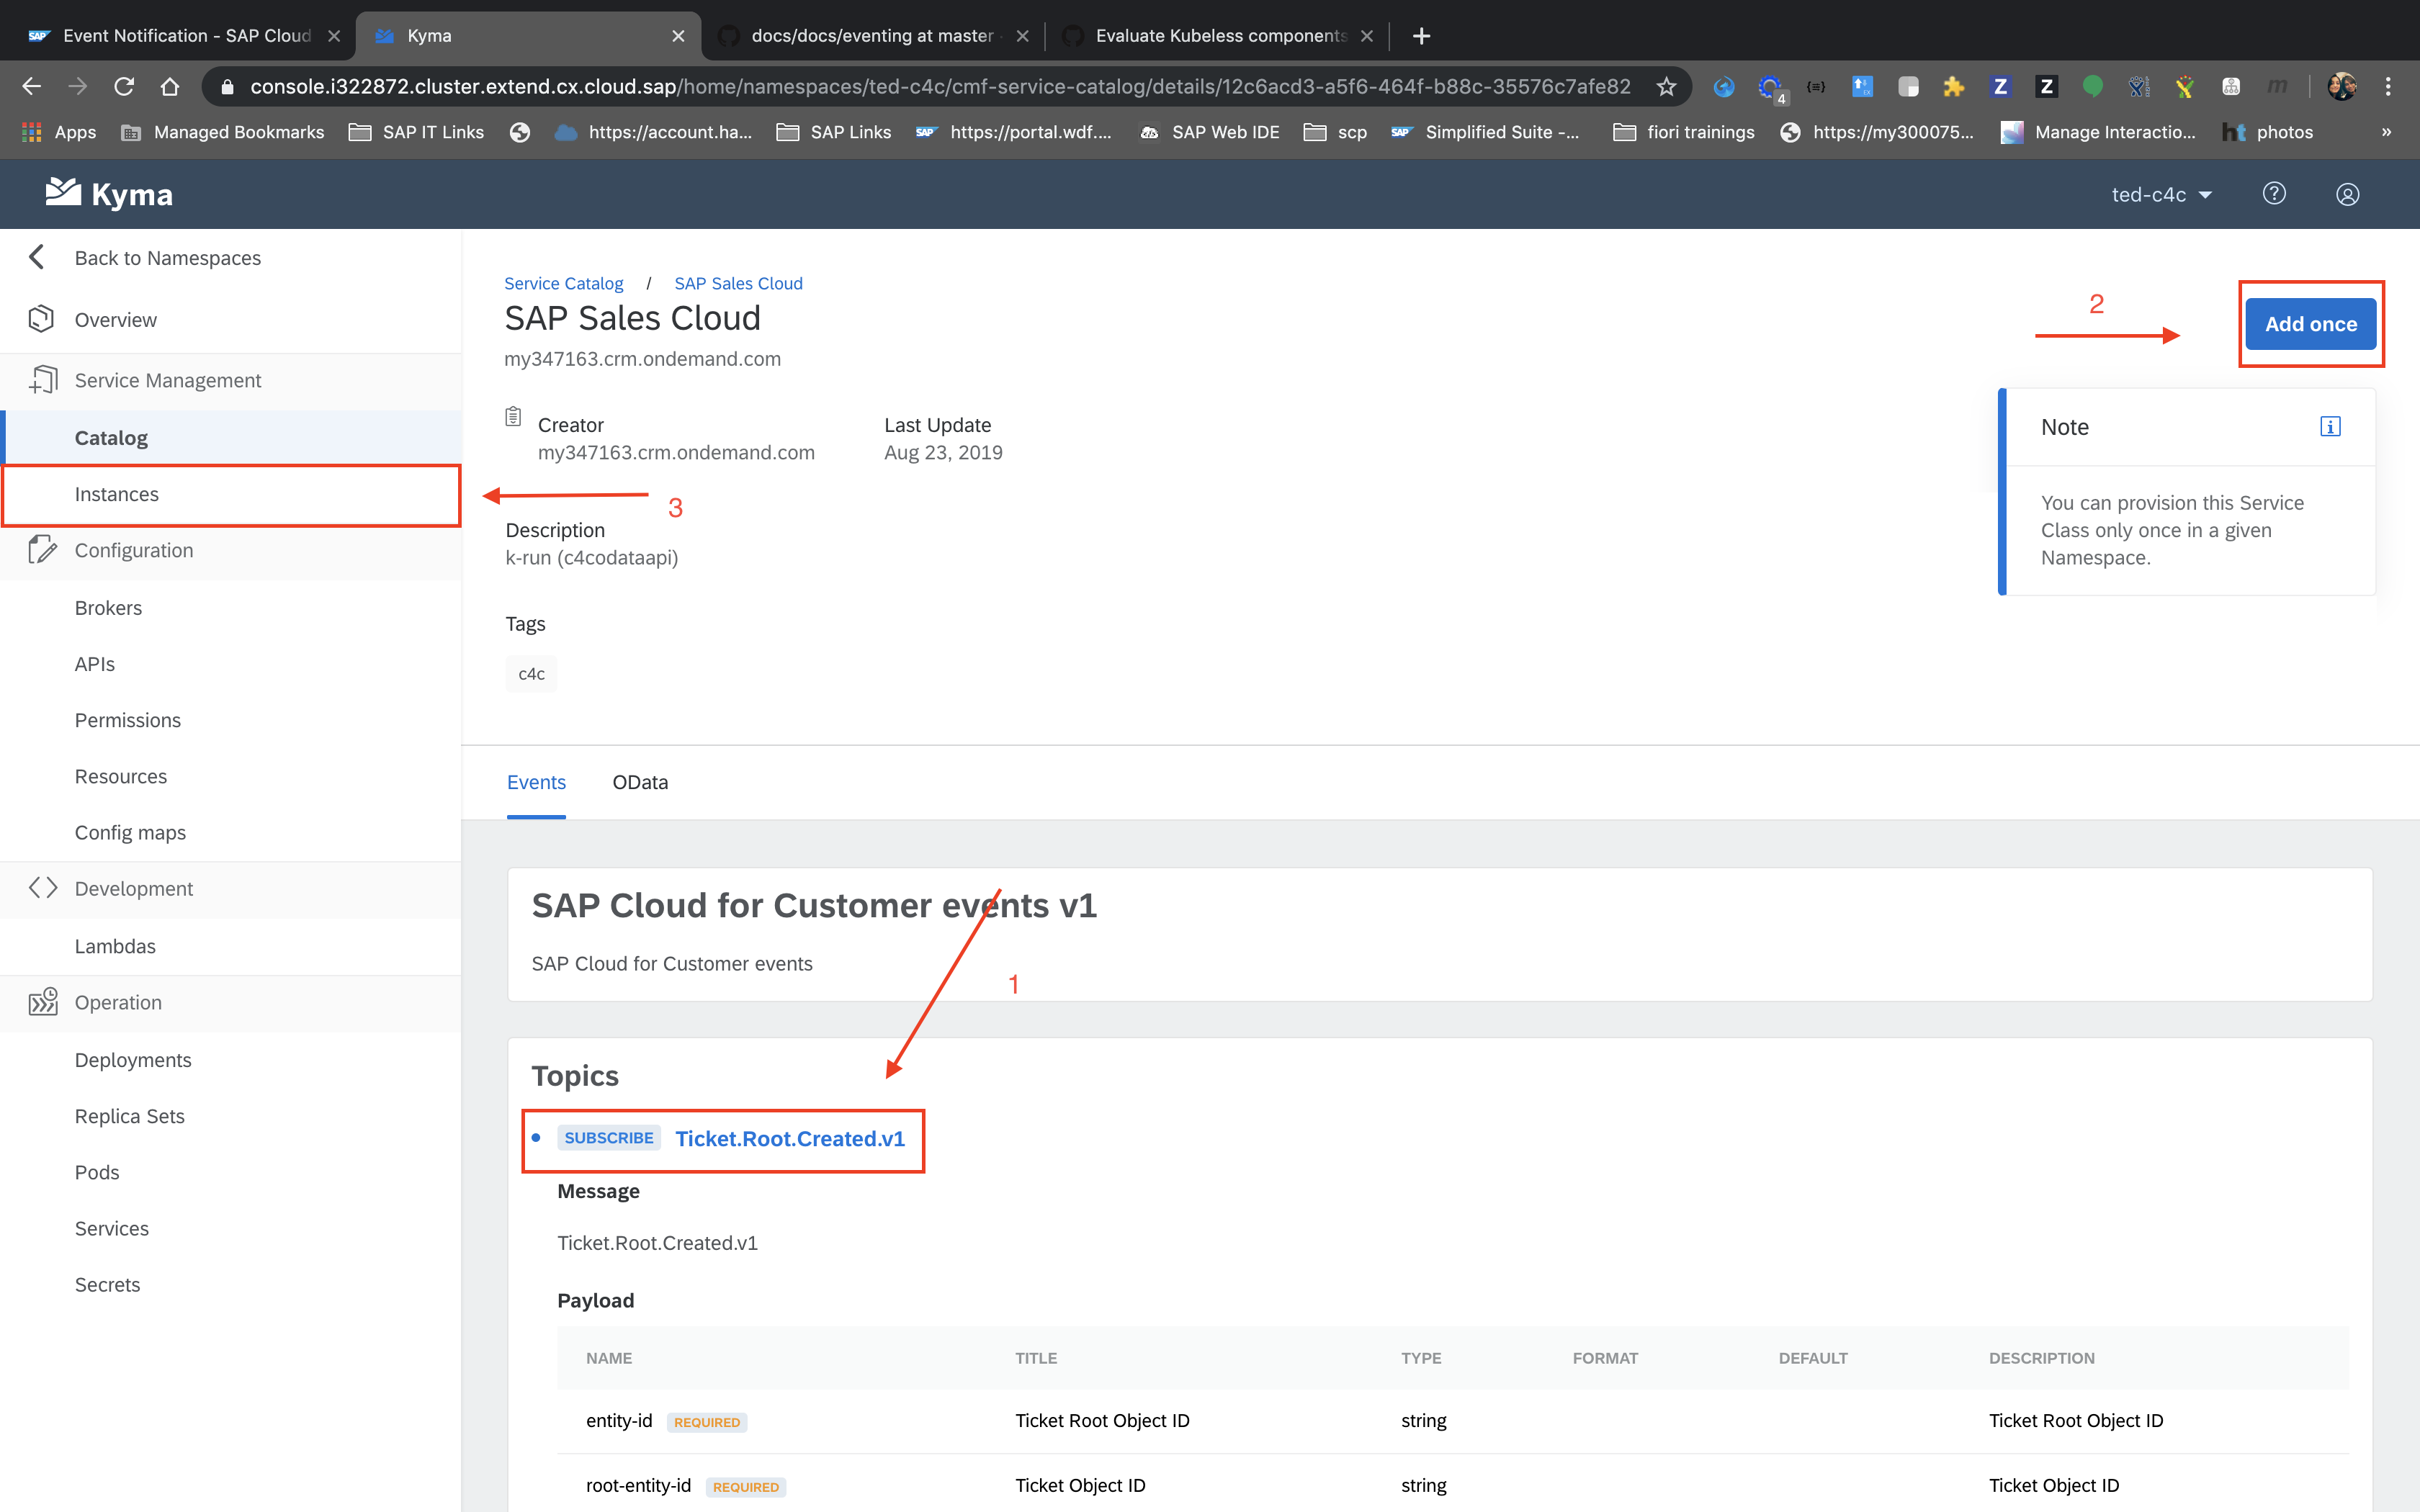 SAP Event Notification - SAP Cloud
Kyma
docs/docs/eventing at master
Evaluate Kubeless components
console.i322872.cluster.extend.cx.cloud.sap/home/namespaces/ted-c4c/cmf-service-catalog/details/12c6acd3-a5f6-464f-b88c-35576c7afe82
4
Z
Z
m
Apps
Managed Bookmarks
SAP IT Links
https://account.ha...
SAP Links
SAP https://portal.wdf....
SAP Web IDE
scp
SAP Simplified Suite -...
fiori trainings
https://my300075...
Manage Interactio...
ht photos
»
Kyma
ted-c4c
Back to Namespaces
Overview
Service Management
Catalog
Instances
Configuration
Brokers
APIs
Permissions
Resources
Config maps
Development
Lambdas
Operation
Deployments
Replica Sets
Pods
Services
Secrets
Service Catalog / SAP Sales Cloud
SAP Sales Cloud
my347163.crm.ondemand.com
Creator
my347163.crm.ondemand.com
Last Update
Aug 23, 2019
3
Description
k-run (c4codataapi)
Tags
c4c
2
Add once
Note
You can provision this Service
Class only once in a given
Namespace.
Events
OData
SAP Cloud for Customer events v1
SAP Cloud for Customer events
1
Topics
SUBSCRIBE Ticket.Root.Created.v1
Message
Ticket.Root.Created.v1
Payload
NAME TITLE TYPE FORMAT DEFAULT DESCRIPTION
entity-id REQUIRED Ticket Root Object ID string Ticket Root Object ID
root-entity-id REQUIRED Ticket Object ID string Ticket Object ID